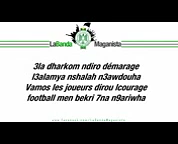 LaBanda Maganista
3la dharkom ndiro démarage
l3alamya nshalah n3awdouha
Vamos les joueurs dirou lcourage
football men bekri 7na n9ariwha